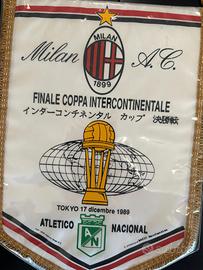 Milan A.C.
MILAN
1899
FINALE COPPA INTERCONTINENTALE
インターコンチネンタル カップ 決勝戦
TOKYO 17 dicembre 1989
ATLETICO NACIONAL
AN